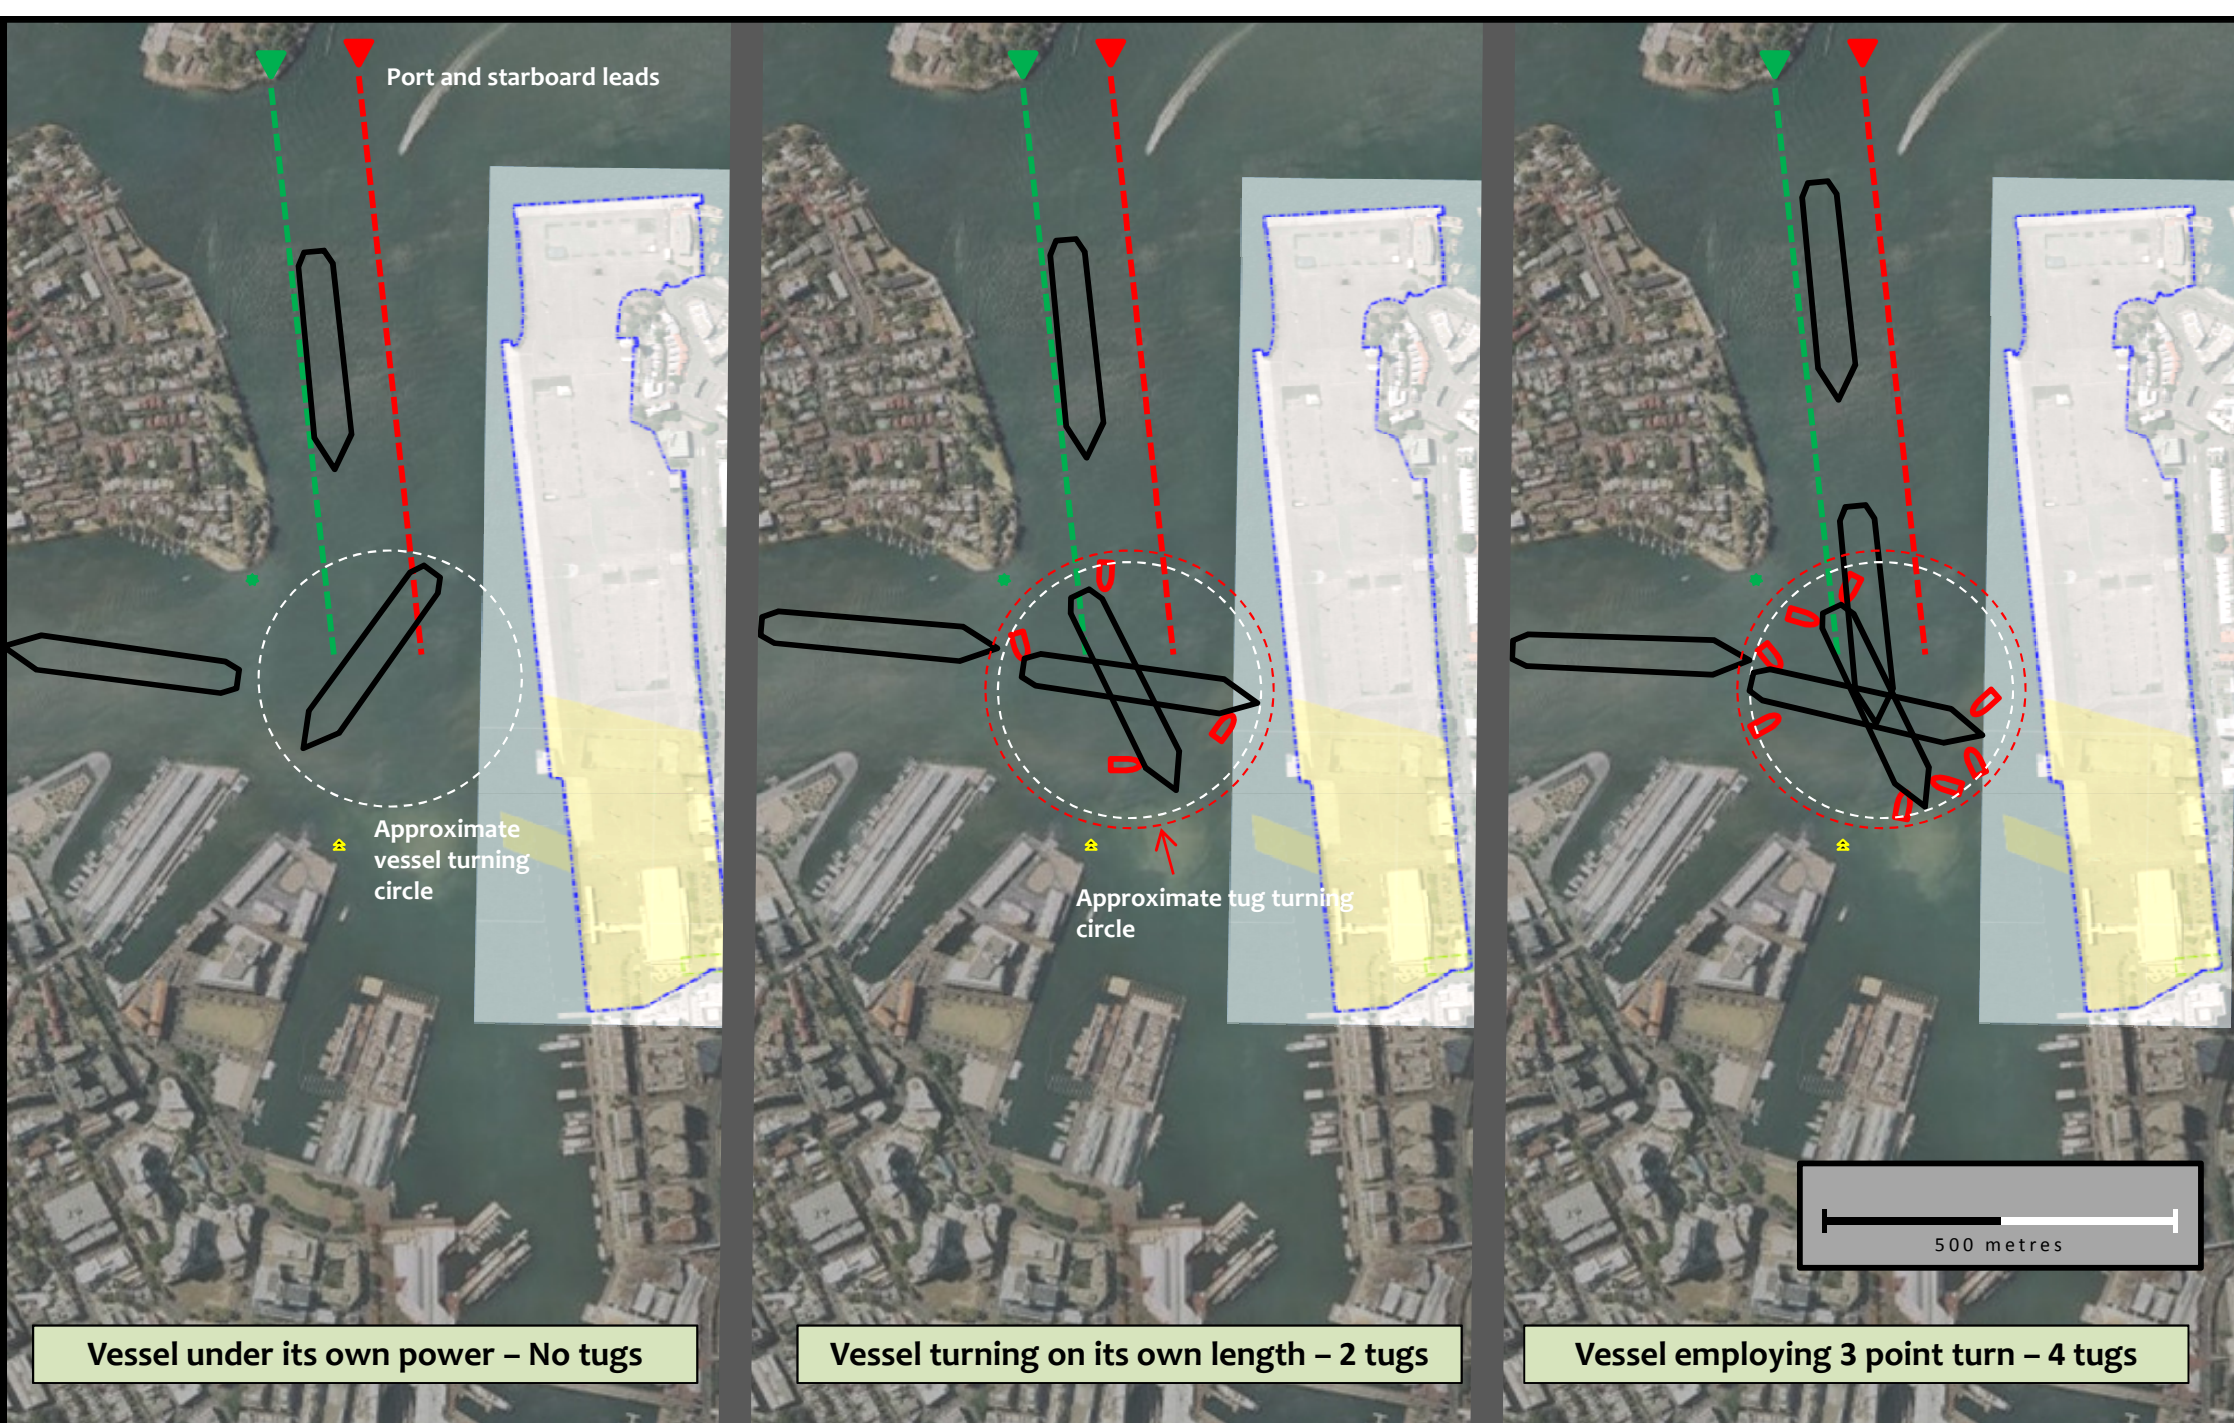 Port and starboard leads
Approximate
vessel turning
circle
Approximate tug turning
circle
500 metres
Vessel under its own power – No tugs
Vessel turning on its own length – 2 tugs
Vessel employing 3 point turn – 4 tugs